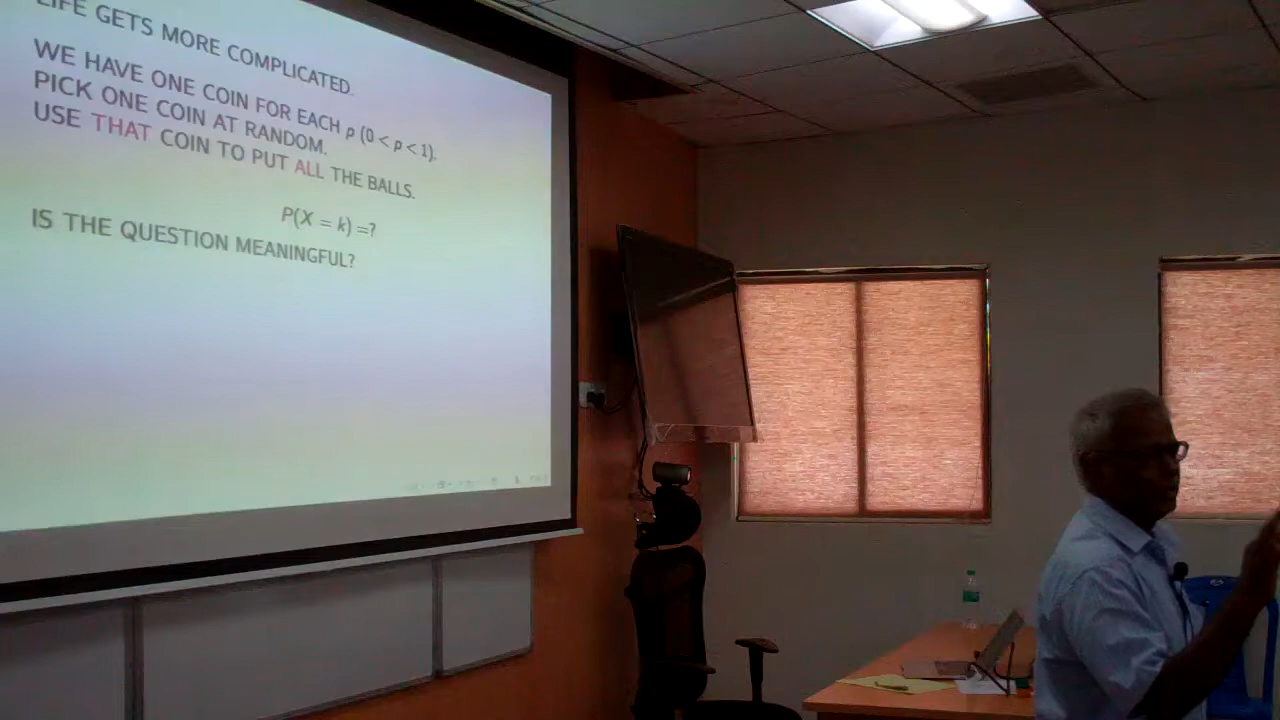 LIFE GETS MORE COMPLICATED.
WE HAVE ONE COIN FOR EACH p (0 < p < 1).
PICK ONE COIN AT RANDOM.
USE THAT COIN TO PUT ALL THE BALLS.
P(X = k) =?
IS THE QUESTION MEANINGFUL?